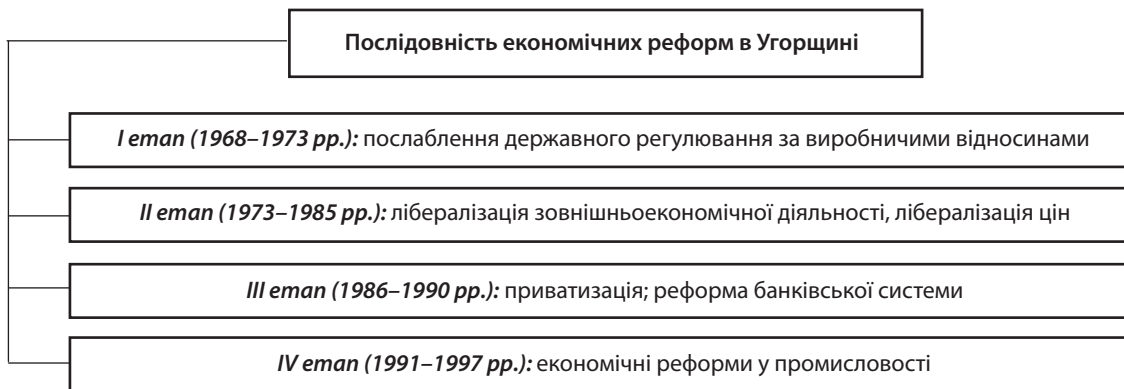 Послідовність економічних реформ в Угорщині
I етап (1968–1973 рр.): послаблення державного регулювання за виробничими відносинами
II етап (1973–1985 рр.): лібералізація зовнішньоекономічної діяльності, лібералізація цін
III етап (1986–1990 рр.): приватизація; реформа банківської системи
IV етап (1991–1997 рр.): економічні реформи у промисловості